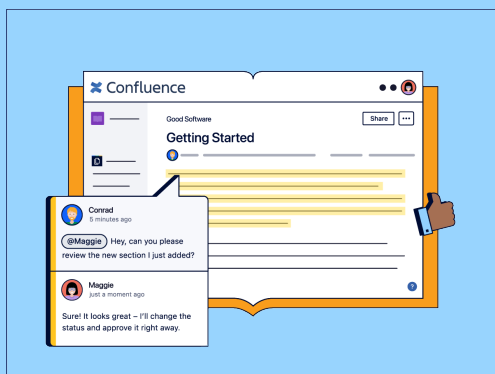 Confluence
Good Software
Share
Getting Started
Conrad
5 minutes ago
@Maggie Hey, can you please
review the new section I just added?
Maggie
just a moment ago
Sure! It looks great – I'll change the
status and approve it right away.
?